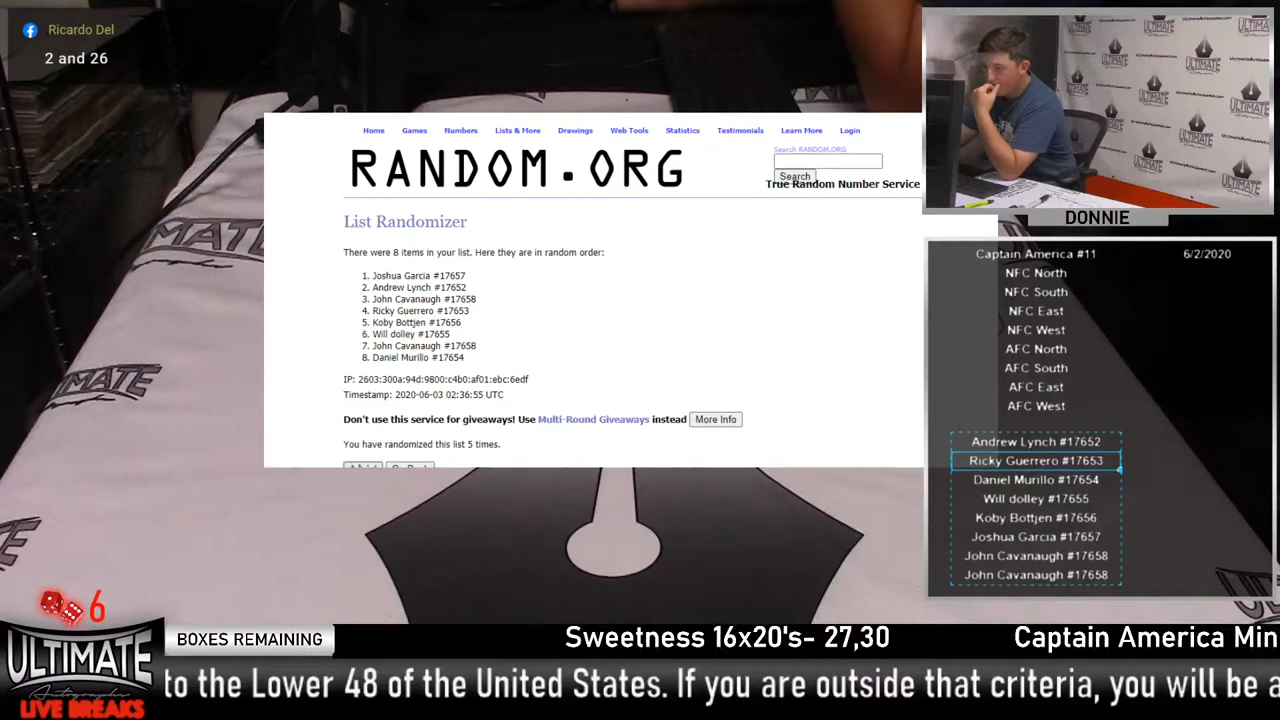 Ricardo Del
2 and 26
Home Games Numbers Lists & More Drawings Web Tools Statistics Testimonials Learn More Login
RANDOM.ORG
Search RANDOM.ORG
Search
True Random Number Service
List Randomizer
There were 8 items in your list. Here they are in random order:
1. Joshua Garcia #17657
2. Andrew Lynch #17652
3. John Cavanaugh #17658
4. Ricky Guerrero #17653
5. Koby Bottjen #17656
6. Will dolley #17655
7. John Cavanaugh #17658
8. Daniel Murillo #17654
IP: 2603:300a:94d:9800:c4b0:af01:ebc:6edf
Timestamp: 2020-06-03 02:36:55 UTC
Don't use this service for giveaways! Use Multi-Round Giveaways instead More Info
You have randomized this list 5 times.
ULTIMATE
DONNIE
Captain America #11 6/2/2020
NFC North
NFC South
NFC East
NFC West
AFC North
AFC South
AFC East
AFC West
Andrew Lynch #17652
Ricky Guerrero #17653
Daniel Murillo #17654
Will dolley #17655
Koby Bottjen #17656
Joshua Garcia #17657
John Cavanaugh #17658
John Cavanaugh #17658
6
ULTIMATE
Autographs
LIVE BREAKS
BOXES REMAINING
Sweetness 16x20's- 27,30 Captain America Min
to the Lower 48 of the United States. If you are outside that criteria, you will be a